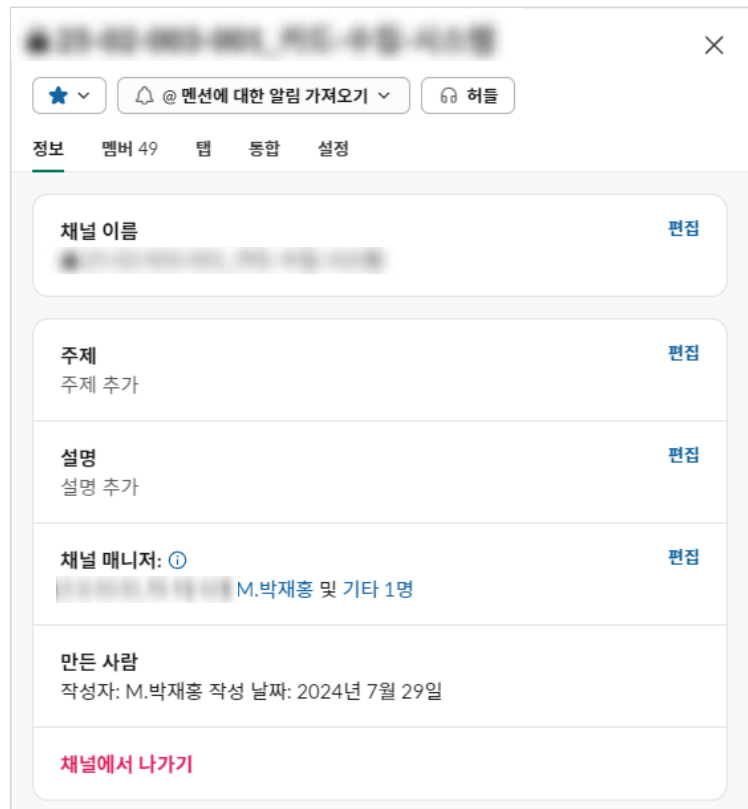 @ 멘션에 대한 알림 가져오기
허들
정보 멤버 49 탭 통합 설정
채널 이름
편집
주제
편집
주제 추가
설명
편집
설명 추가
채널 매니저:
편집
M.박재홍 및 기타 1명
만든 사람
작성자: M.박재홍 작성 날짜: 2024년 7월 29일
채널에서 나가기